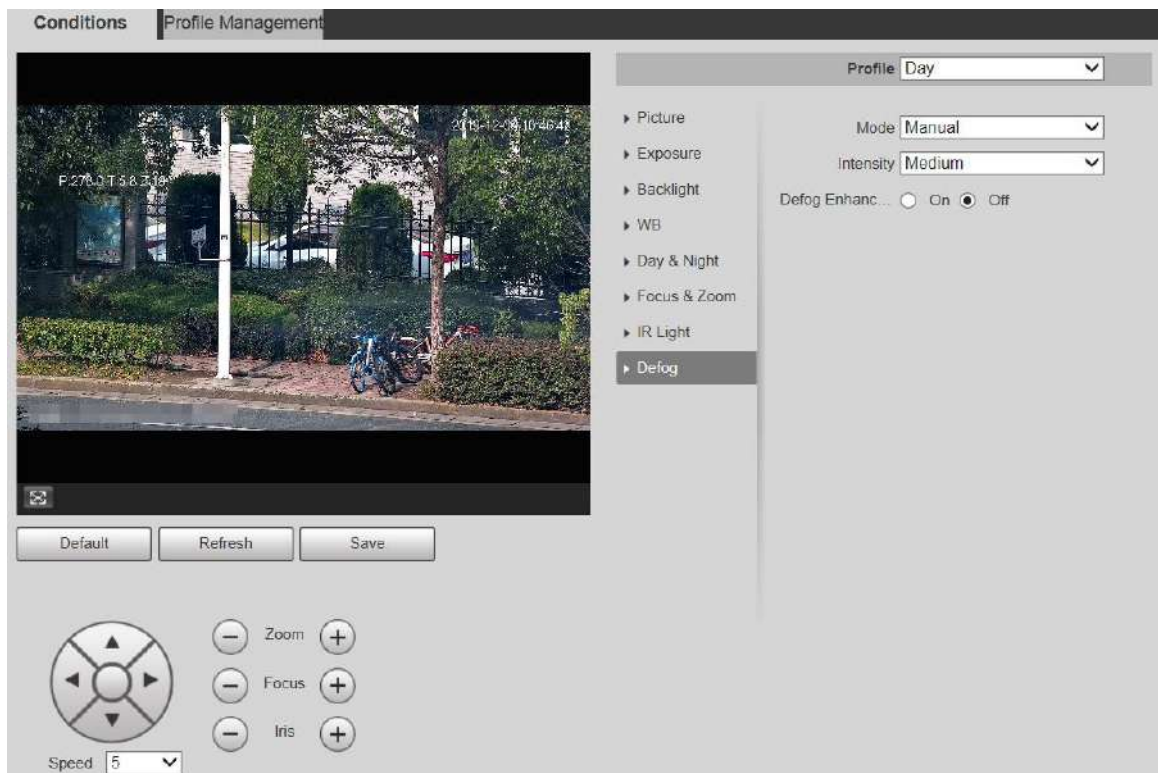 Conditions
Profile Management
Profile Day
Picture
Exposure
Backlight
WB
Day & Night
Focus & Zoom
IR Light
Defog
Mode Manual
Intensity Medium
Defog Enhanc... On Off
Default
Refresh
Save
Zoom
Focus
Iris
Speed 5